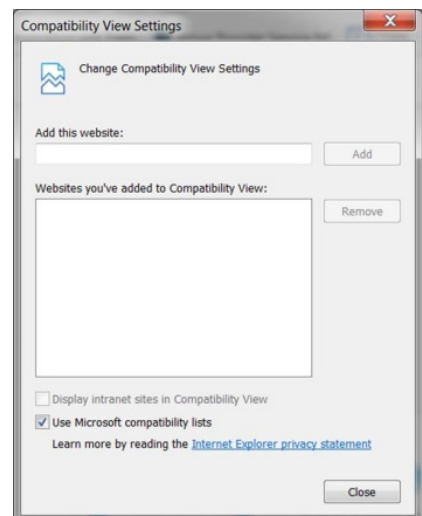 Compatibility View Settings
Change Compatibility View Settings
Add this website:
Add
Websites you've added to Compatibility View:
Remove
Display intranet sites in Compatibility View
Use Microsoft compatibility lists
Learn more by reading the Internet Explorer privacy statement
Close